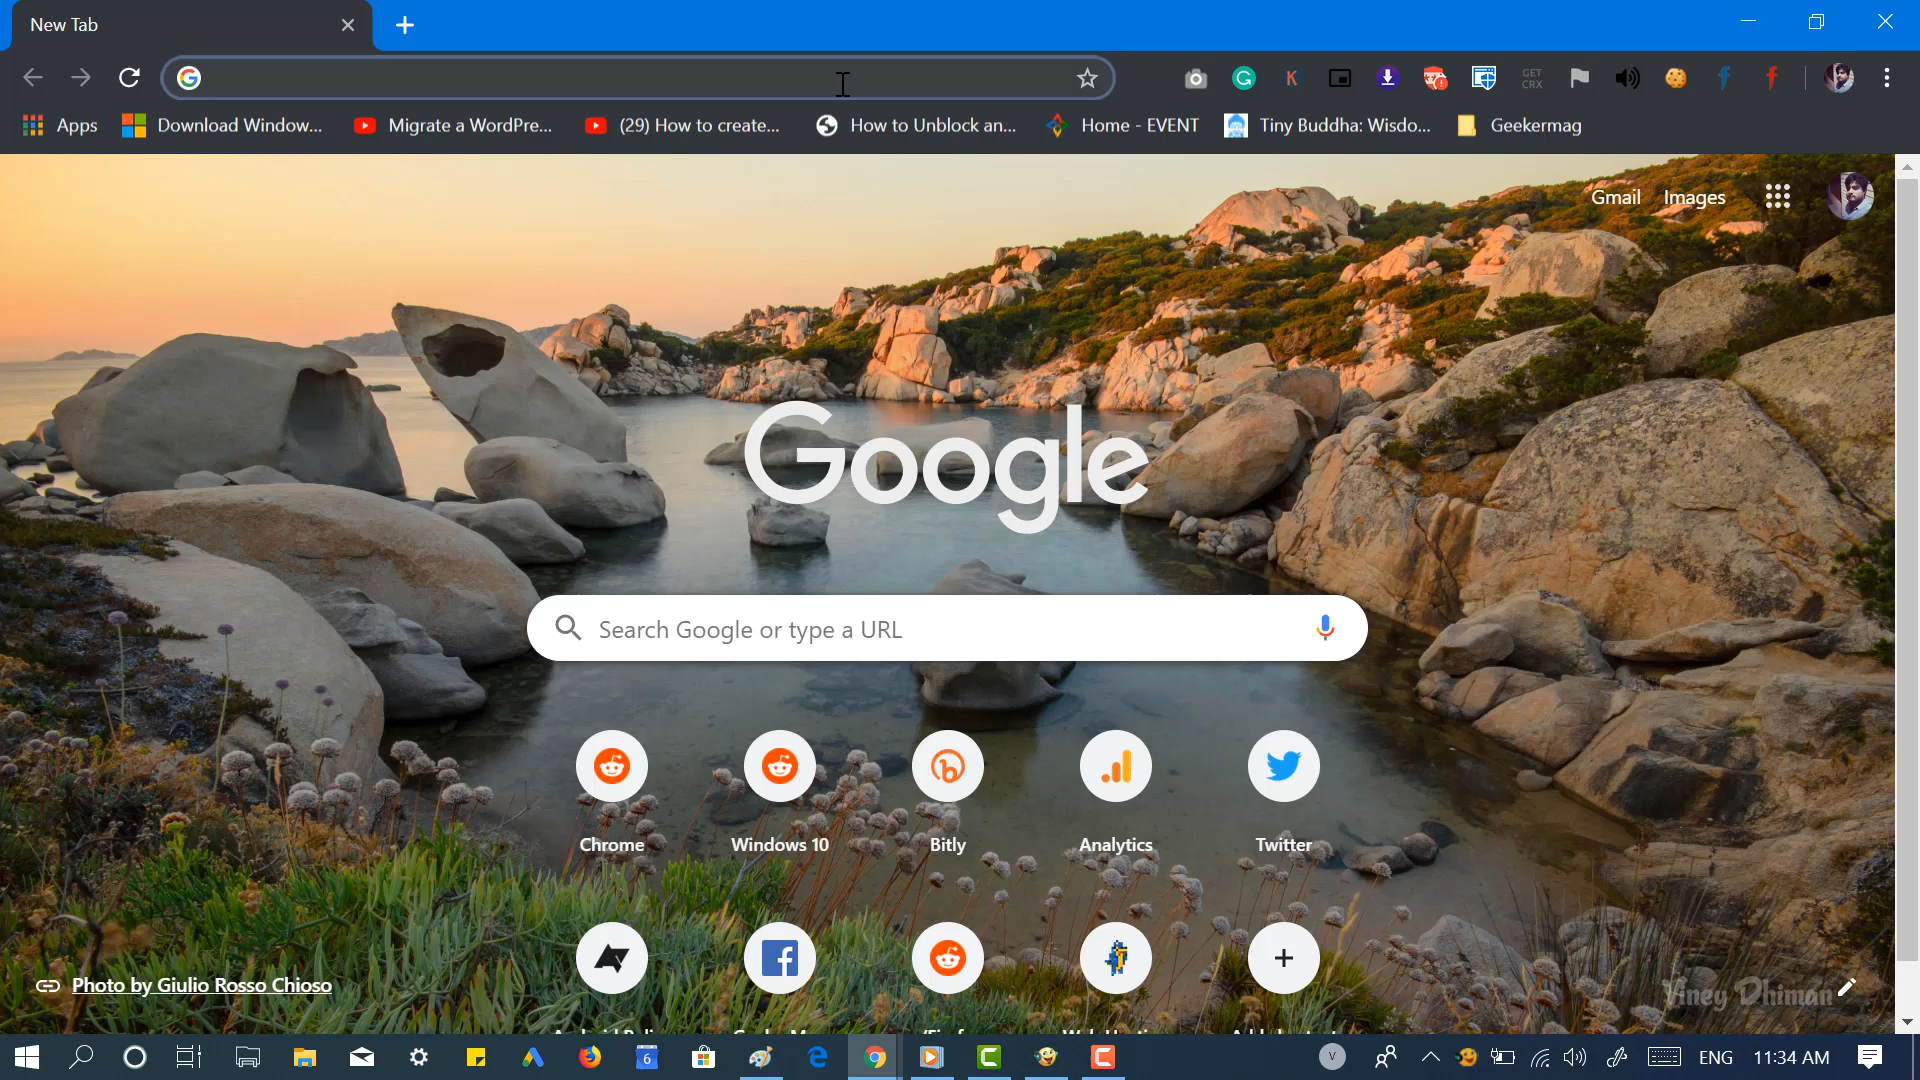 New Tab
GET
CRX
Apps
Download Window...
Migrate a WordPre...
(29) How to create...
How to Unblock an...
Home - EVENT
Tiny Buddha: Wisdo...
Geekermag
Gmail
Images
Google
Search Google or type a URL
Chrome
Windows 10
Bitly
Analytics
Twitter
Photo by Giulio Rosso Chioso
Viney Dhiman
6
V
ENG
11:34 AM